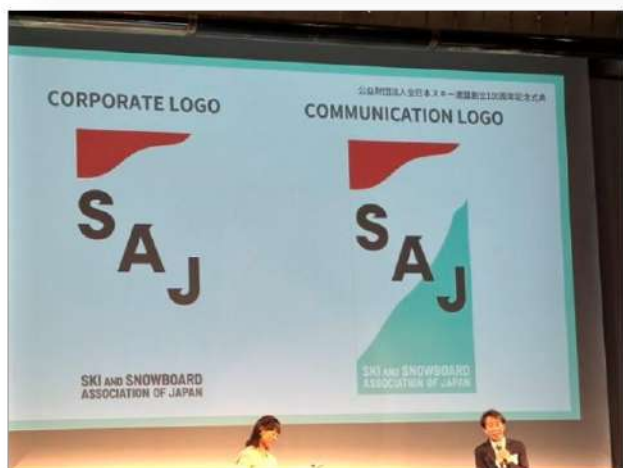 公益財団法人全日本スキー連盟創立100周年記念式典
CORPORATE LOGO
SAJ
SKI AND SNOWBOARD
ASSOCIATION OF JAPAN
COMMUNICATION LOGO
SAJ
SKI AND SNOWBOARD
ASSOCIATION OF JAPAN